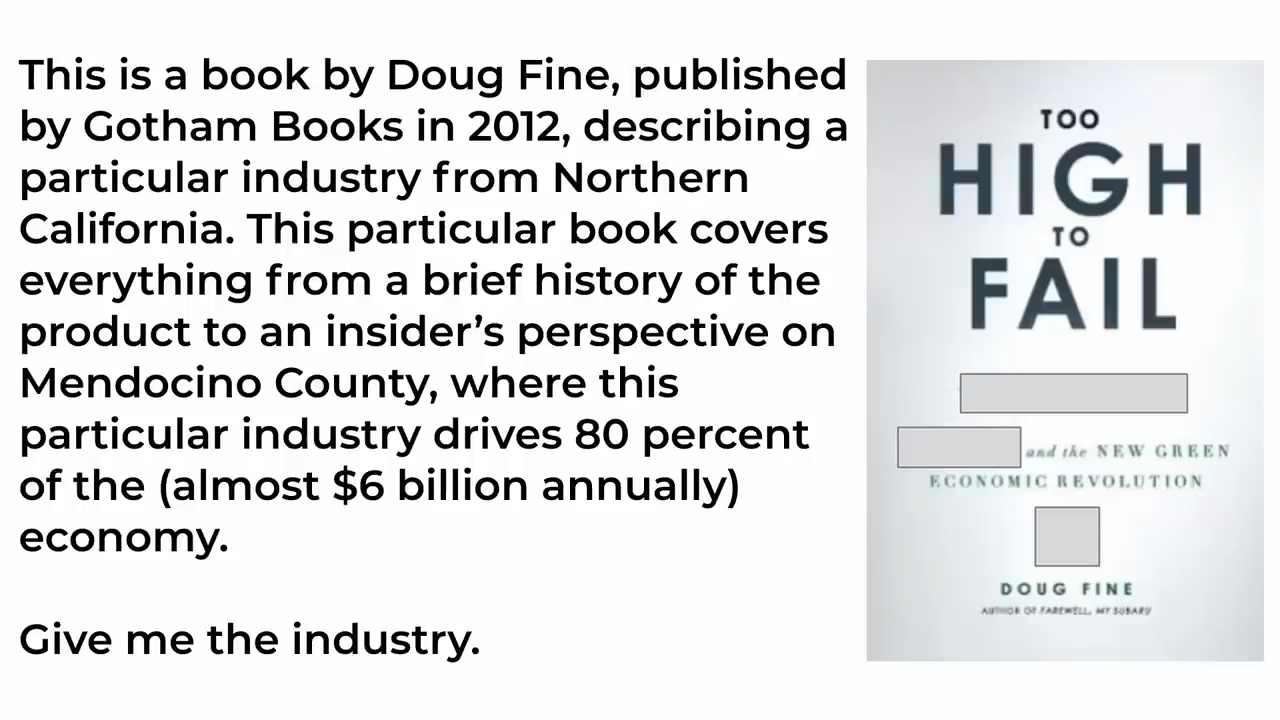 This is a book by Doug Fine, published
by Gotham Books in 2012, describing a
particular industry from Northern
California. This particular book covers
everything from a brief history of the
product to an insider’s perspective on
Mendocino County, where this
particular industry drives 80 percent
of the (almost $6 billion annually)
economy.
Give me the industry.
TOO
HIGH
TO
FAIL
and the NEW GREEN
ECONOMIC REVOLUTION
DOUG FINE
AUTHOR OF FAREWELL, MY SUBARU